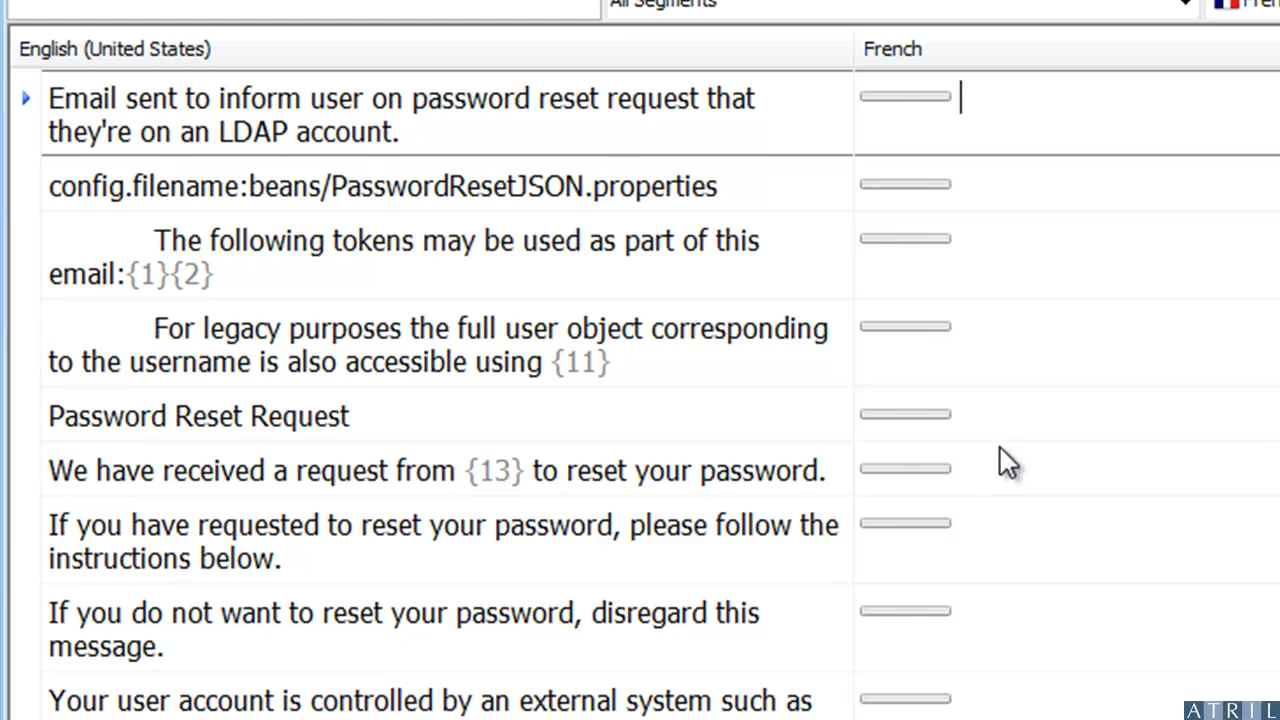 All Segments
English (United States)
French
Email sent to inform user on password reset request that
they're on an LDAP account.
config.filename:beans/PasswordResetJSON.properties
The following tokens may be used as part of this
email:{1}{2}
For legacy purposes the full user object corresponding
to the username is also accessible using {11}
Password Reset Request
We have received a request from {13} to reset your password.
If you have requested to reset your password, please follow the
instructions below.
If you do not want to reset your password, disregard this
message.
Your user account is controlled by an external system such as
ATRIL